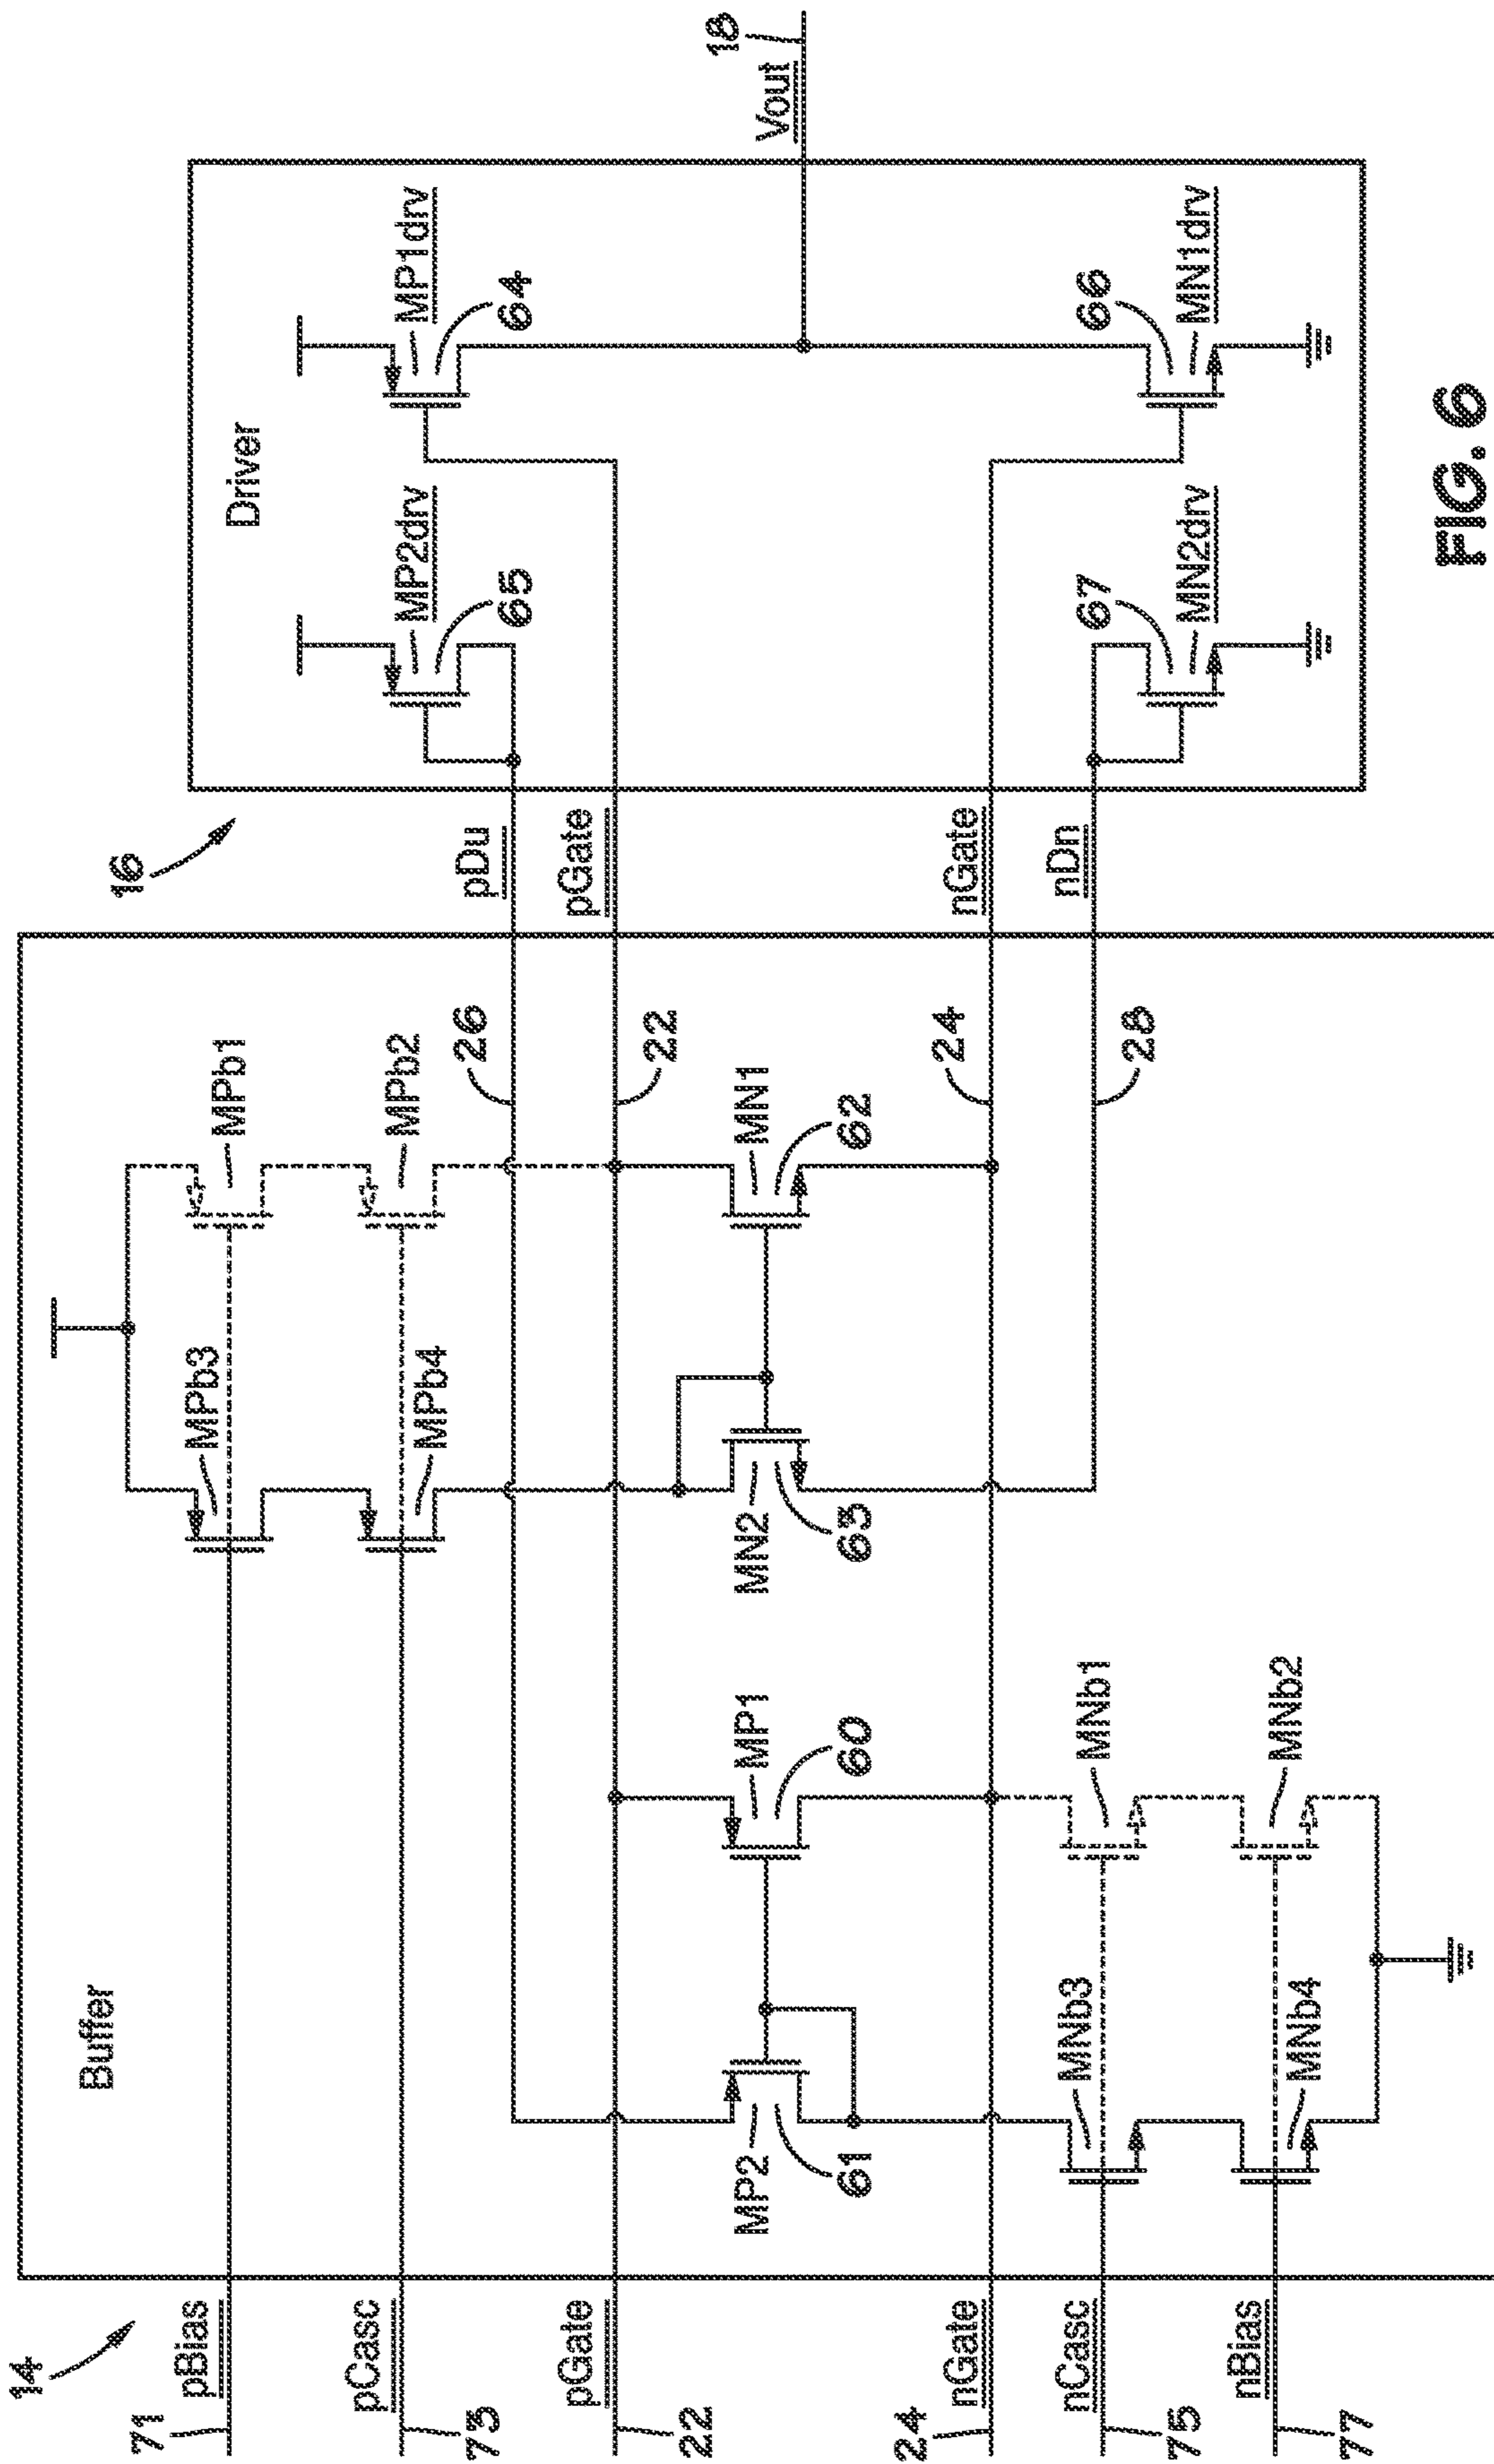 14
Buffer
16
Driver
71
pBias
MPb3
MPb1
73
pCasc
MPb4
MPb2
26
pDu
MP2drv
65
MP1drv
64
22
pGate
22
pGate
MP2
61
MP1
60
MN2
63
MN1
62
Vout
18
24
nGate
24
nGate
75
nCasc
MNb3
MNb1
28
nDn
67
MN2drv
66
MN1drv
77
nBias
MNb4
MNb2
FIG. 6